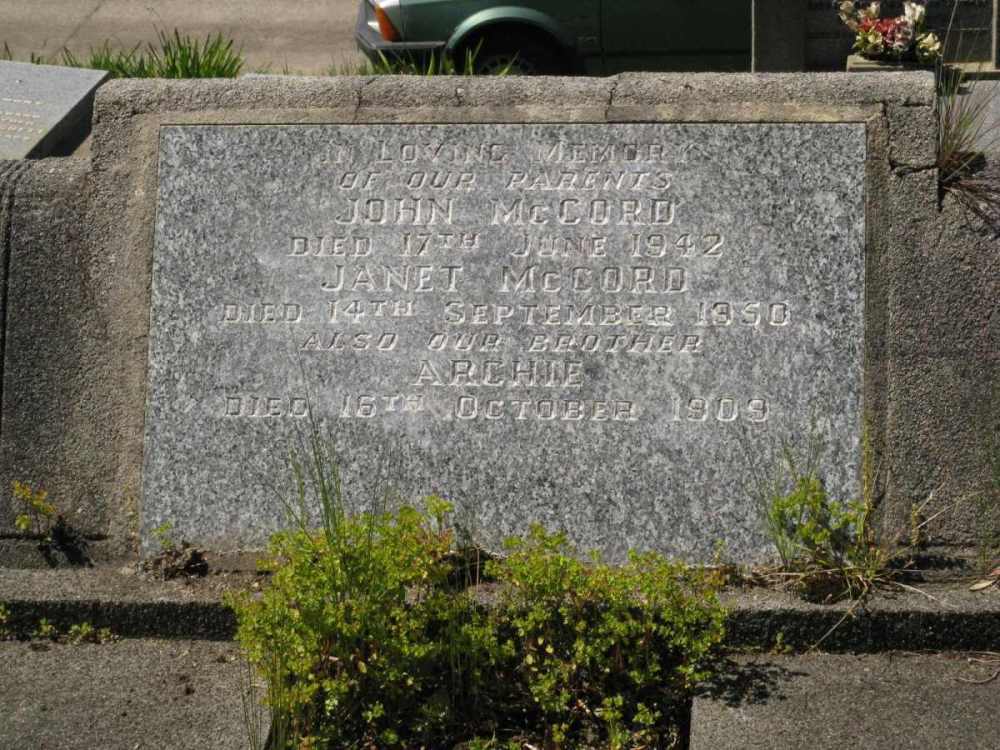 IN LOVING MEMORY
OF OUR PARENTS
JOHN McCORD
DIED 17TH JUNE 1942
JANET McCORD
DIED 14TH SEPTEMBER 1950
ALSO OUR BROTHER
ARCHIE
DIED 16TH OCTOBER 1909